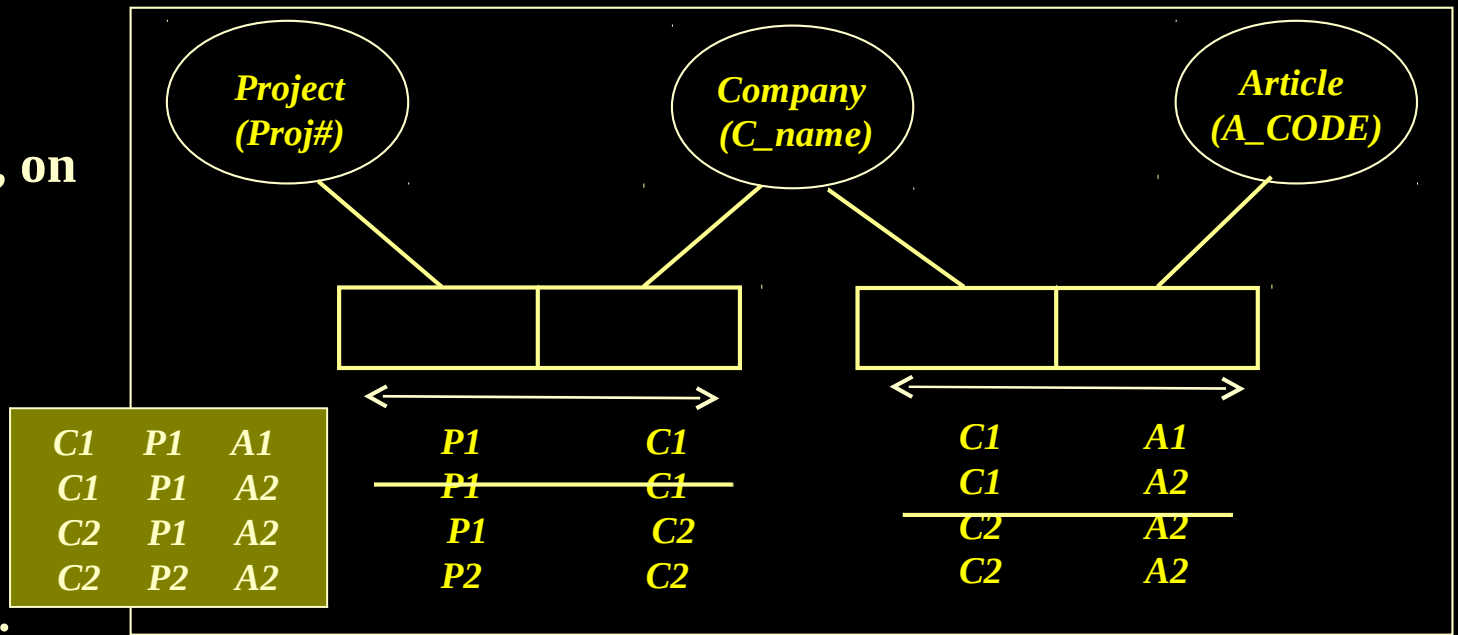 Project
(Proj#)
Company
(C_name)
Article
(A_CODE)
, on
C1 P1 A1
C1 P1 A2
C2 P1 A2
C2 P2 A2
P1 C1
P1 C1
P1 C2
P2 C2
C1 A1
C1 A2
C2 A2
C2 A2
.